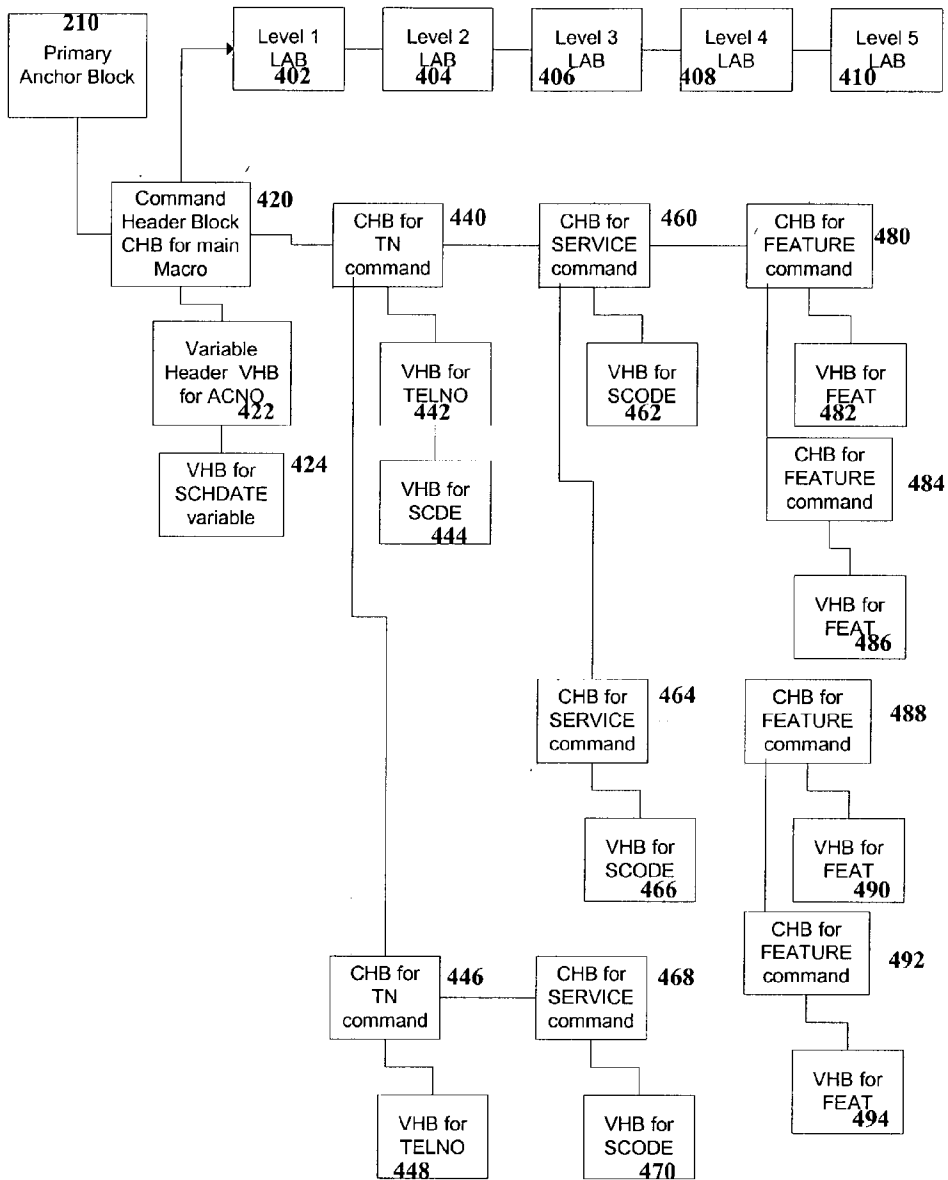 210
Primary
Anchor Block
Level 1
LAB
402
Level 2
LAB
404
Level 3
LAB
406
Level 4
LAB
408
Level 5
LAB
410
Command
Header Block
CHB for main
Macro
420
CHB for
TN
command
440
CHB for
SERVICE
command
460
CHB for
FEATURE
command
480
Variable
Header VHB
for ACNO
422
VHB for
TELNO
442
VHB for
SCODE
462
VHB for
FEAT
482
VHB for
SCHDATE
variable
424
VHB for
SCDE
444
CHB for
FEATURE
command
484
VHB for
FEAT
486
CHB for
SERVICE
command
464
CHB for
FEATURE
command
488
VHB for
SCODE
466
VHB for
FEAT
490
CHB for
TN
command
446
CHB for
SERVICE
command
468
CHB for
FEATURE
command
492
VHB for
TELNO
448
VHB for
SCODE
470
VHB for
FEAT
494